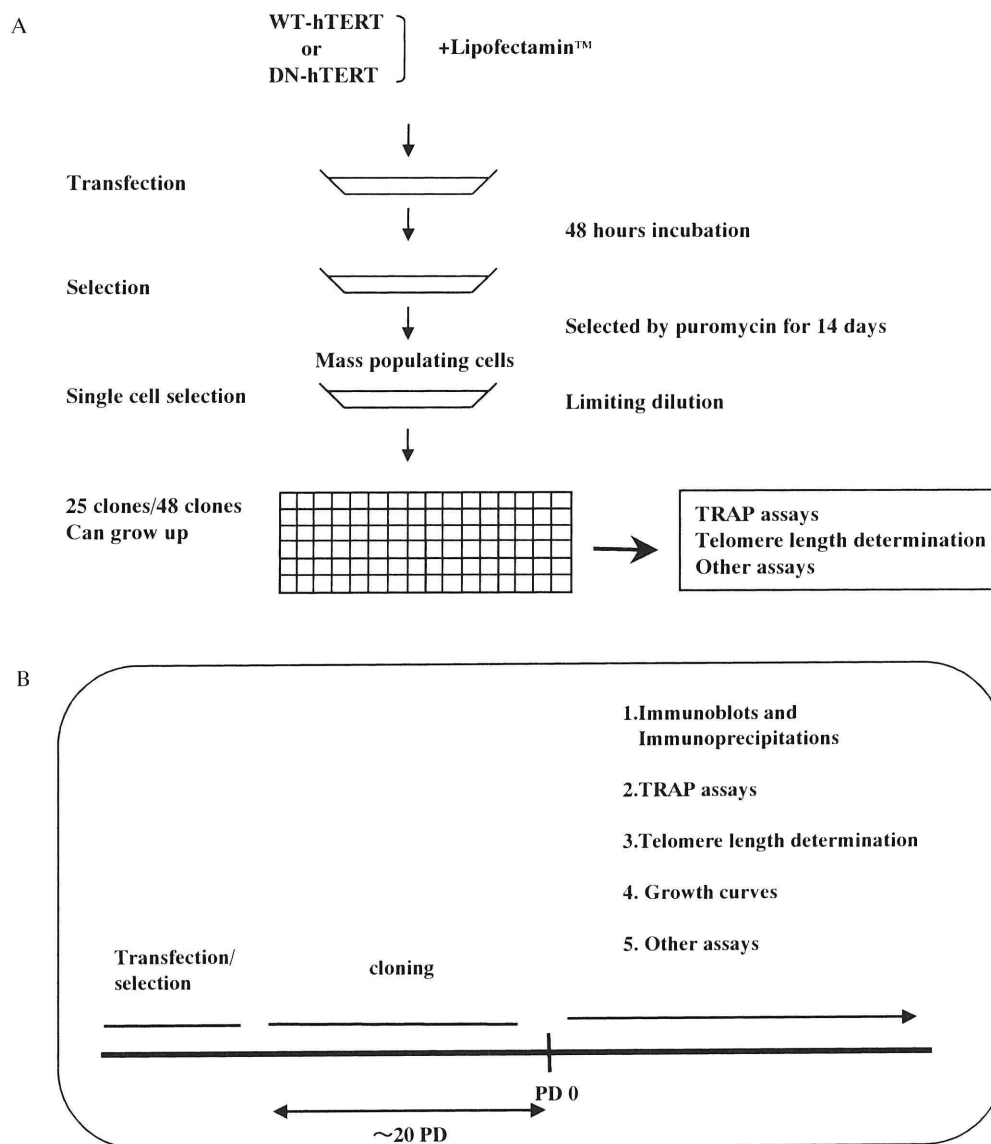 A
WT-hTERT
or
DN-hTERT
+Lipofectamin™
Transfection
48 hours incubation
Selection
Selected by puromycin for 14 days
Mass populating cells
Single cell selection
Limiting dilution
25 clones/48 clones
Can grow up
TRAP assays
Telomere length determination
Other assays
B
1.Immunoblots and
Immunoprecipitations
2.TRAP assays
3.Telomere length determination
4. Growth curves
5. Other assays
Transfection/
selection
cloning
PD 0
~20 PD